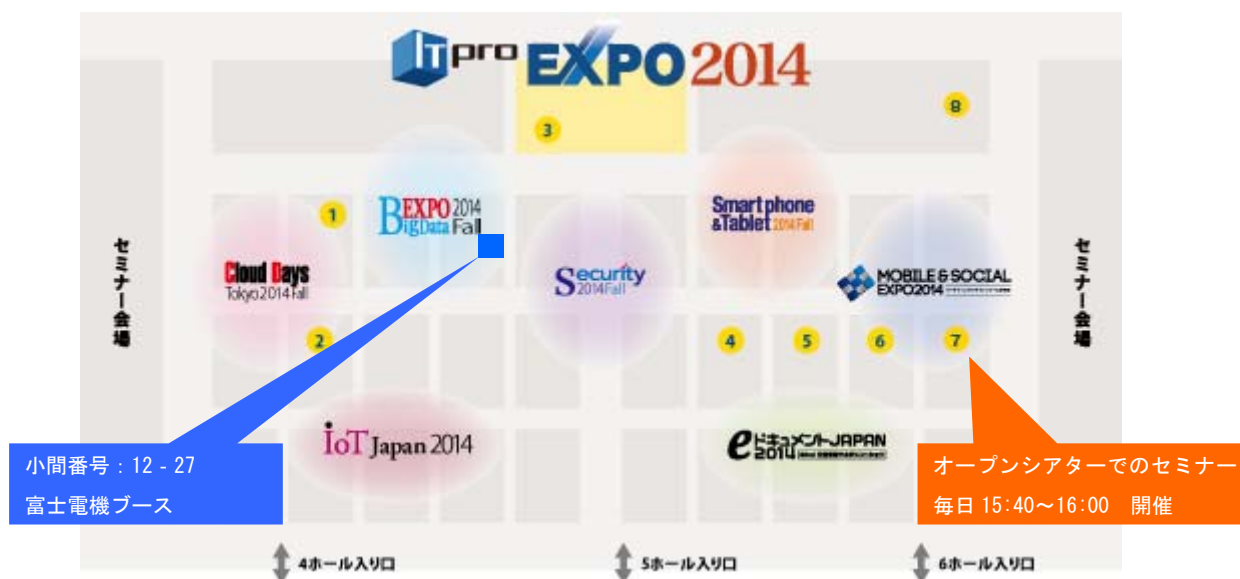 ITpro EXPO 2014
8
3
1
BigData EXPO 2014 Fall
Smartphone
&Tablet 2014 Fall
Cloud Days
Tokyo 2014 Fall
Security
2014 Fall
MOBILE & SOCIAL
EXPO2014
セミナー会場
セミナー会場
2
4
5
6
7
IoT Japan 2014
eドキュメントJAPAN
2014
小間番号：12－27
富士電機ブース
オープンシアターでのセミナー
毎日 15:40～16:00 開催
4ホール入り口
5ホール入り口
6ホール入り口